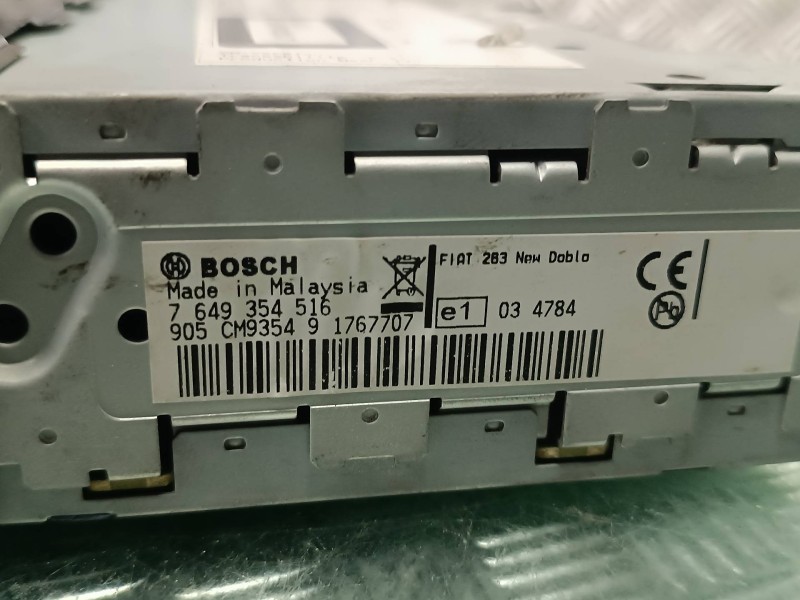 BOSCH
Made in Malaysia
7 649 354 516
905 CM9354 9 1767707
FIAT 263 New Doblo
e1 03 4784
CE
Pb